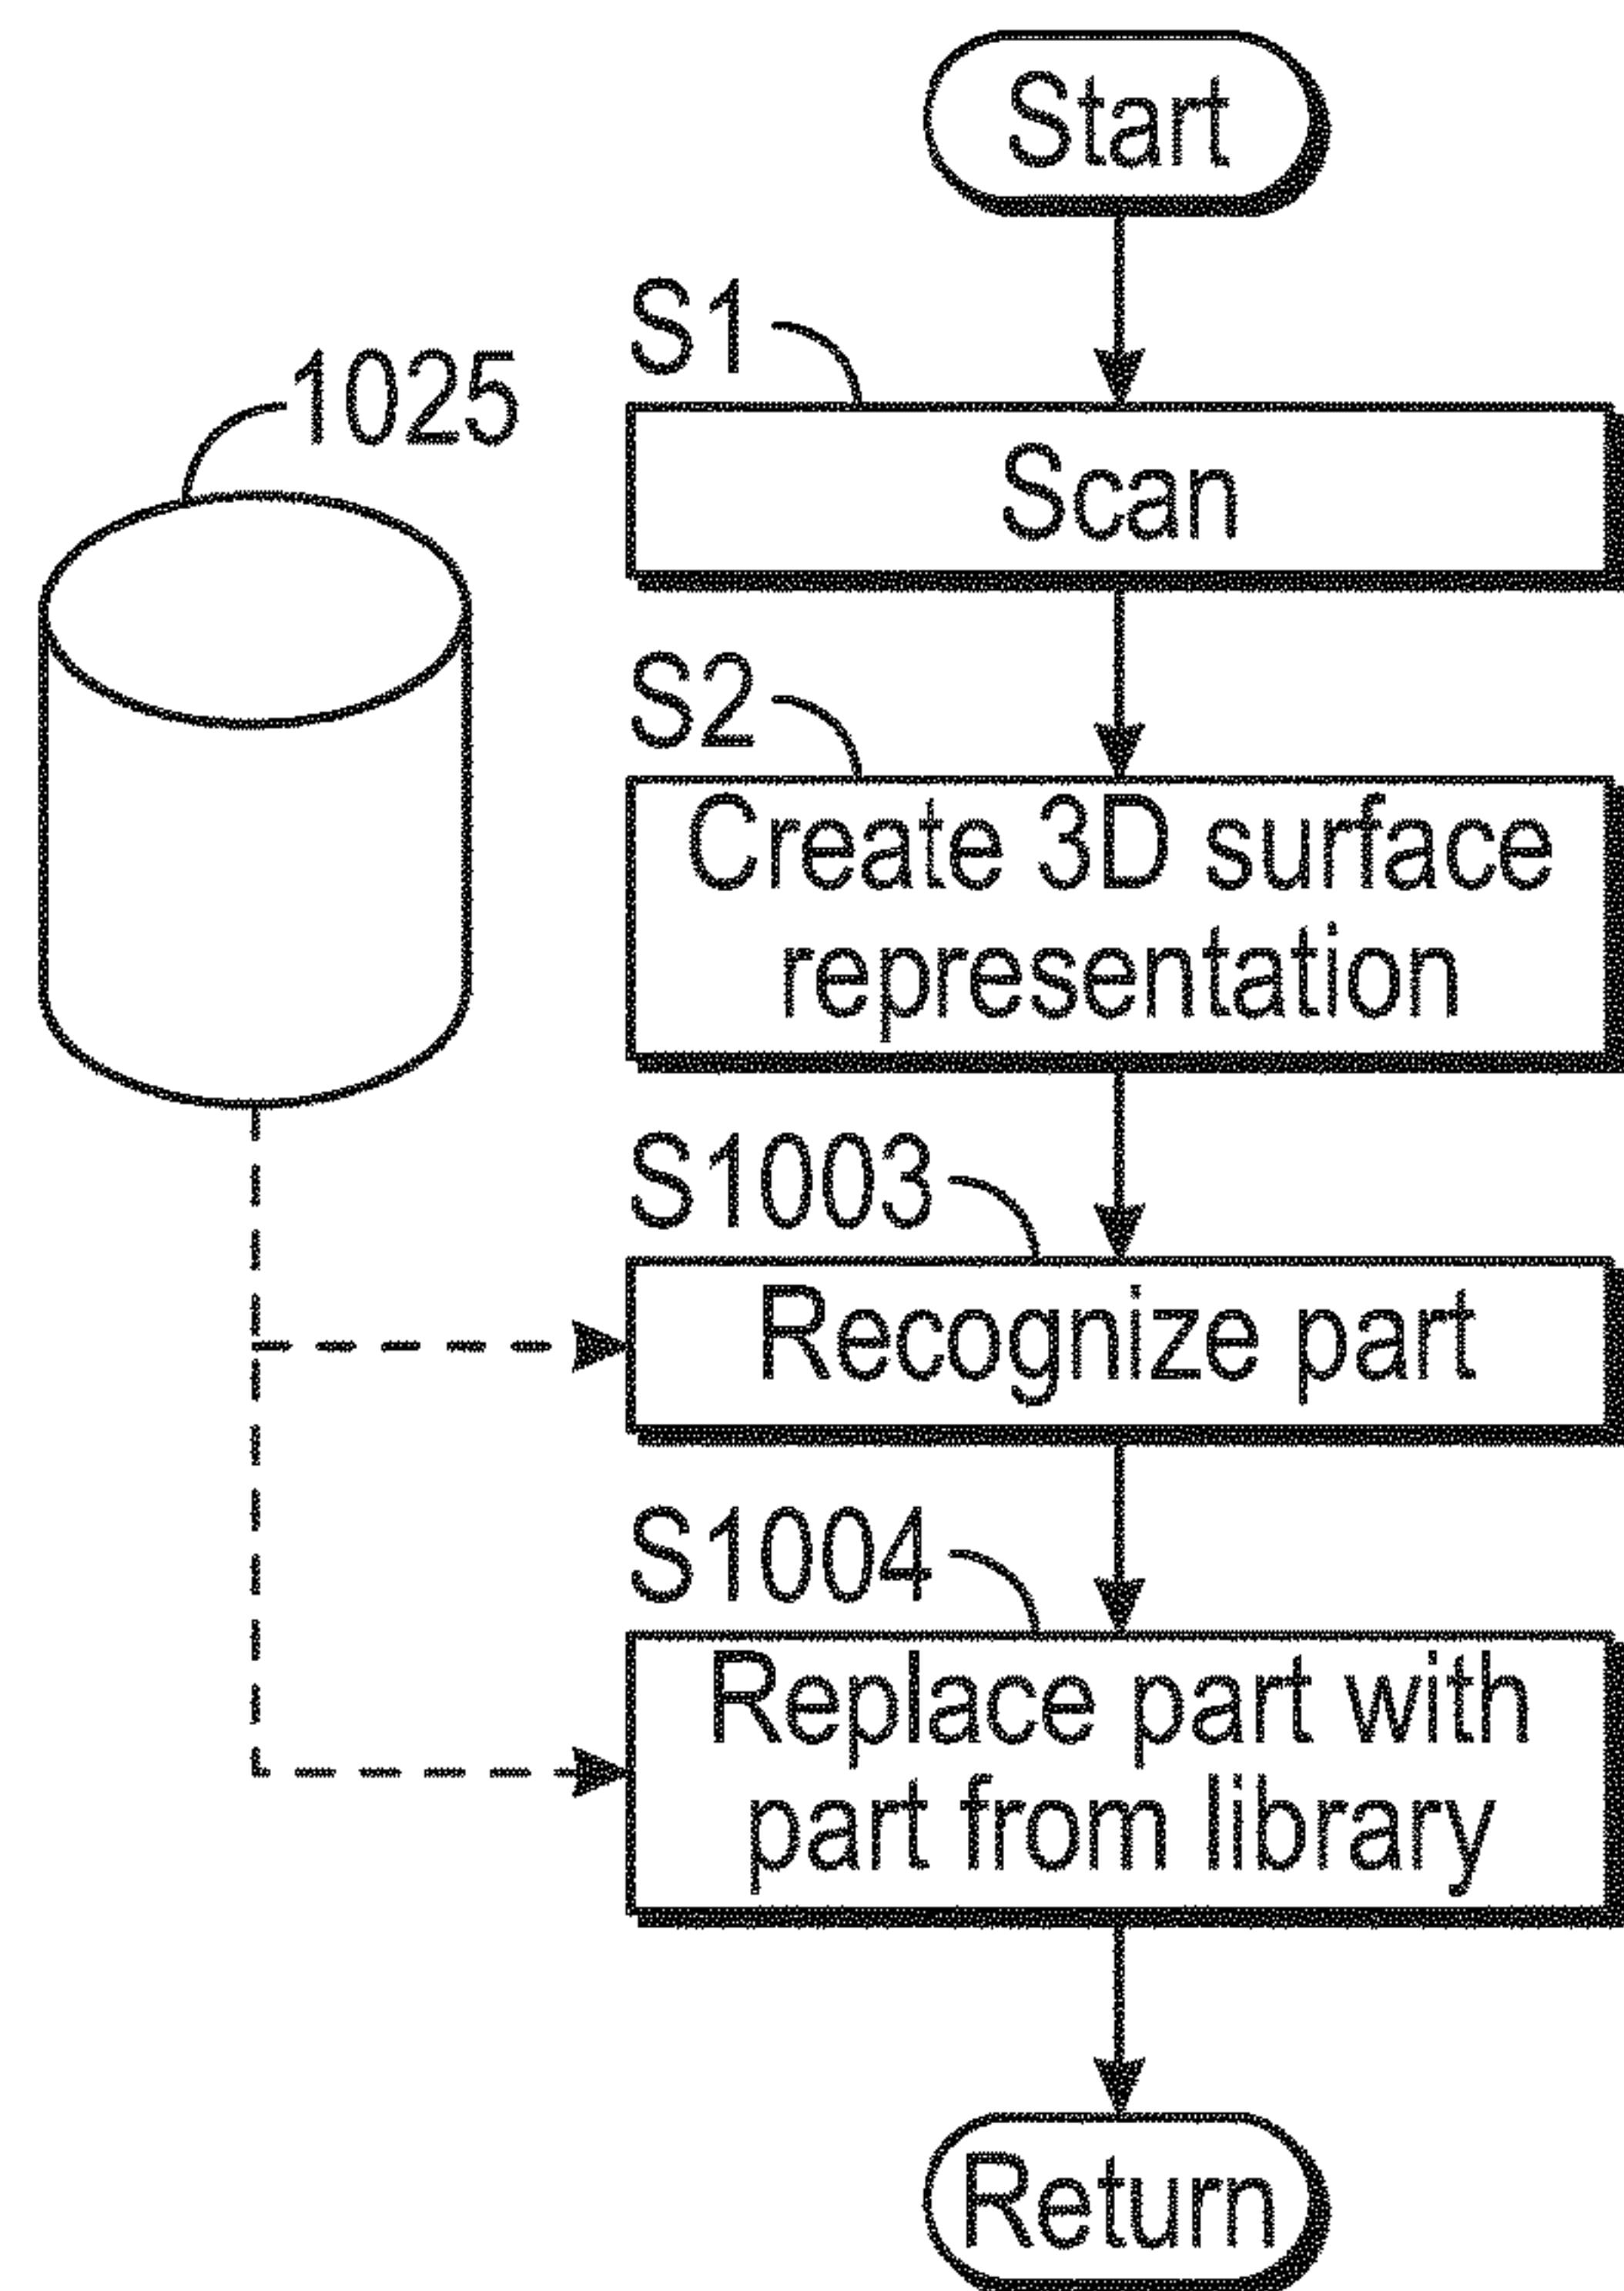 Start
S1
1025
Scan
S2
Create 3D surface
representation
S1003
Recognize part
S1004
Replace part with
part from library
Return